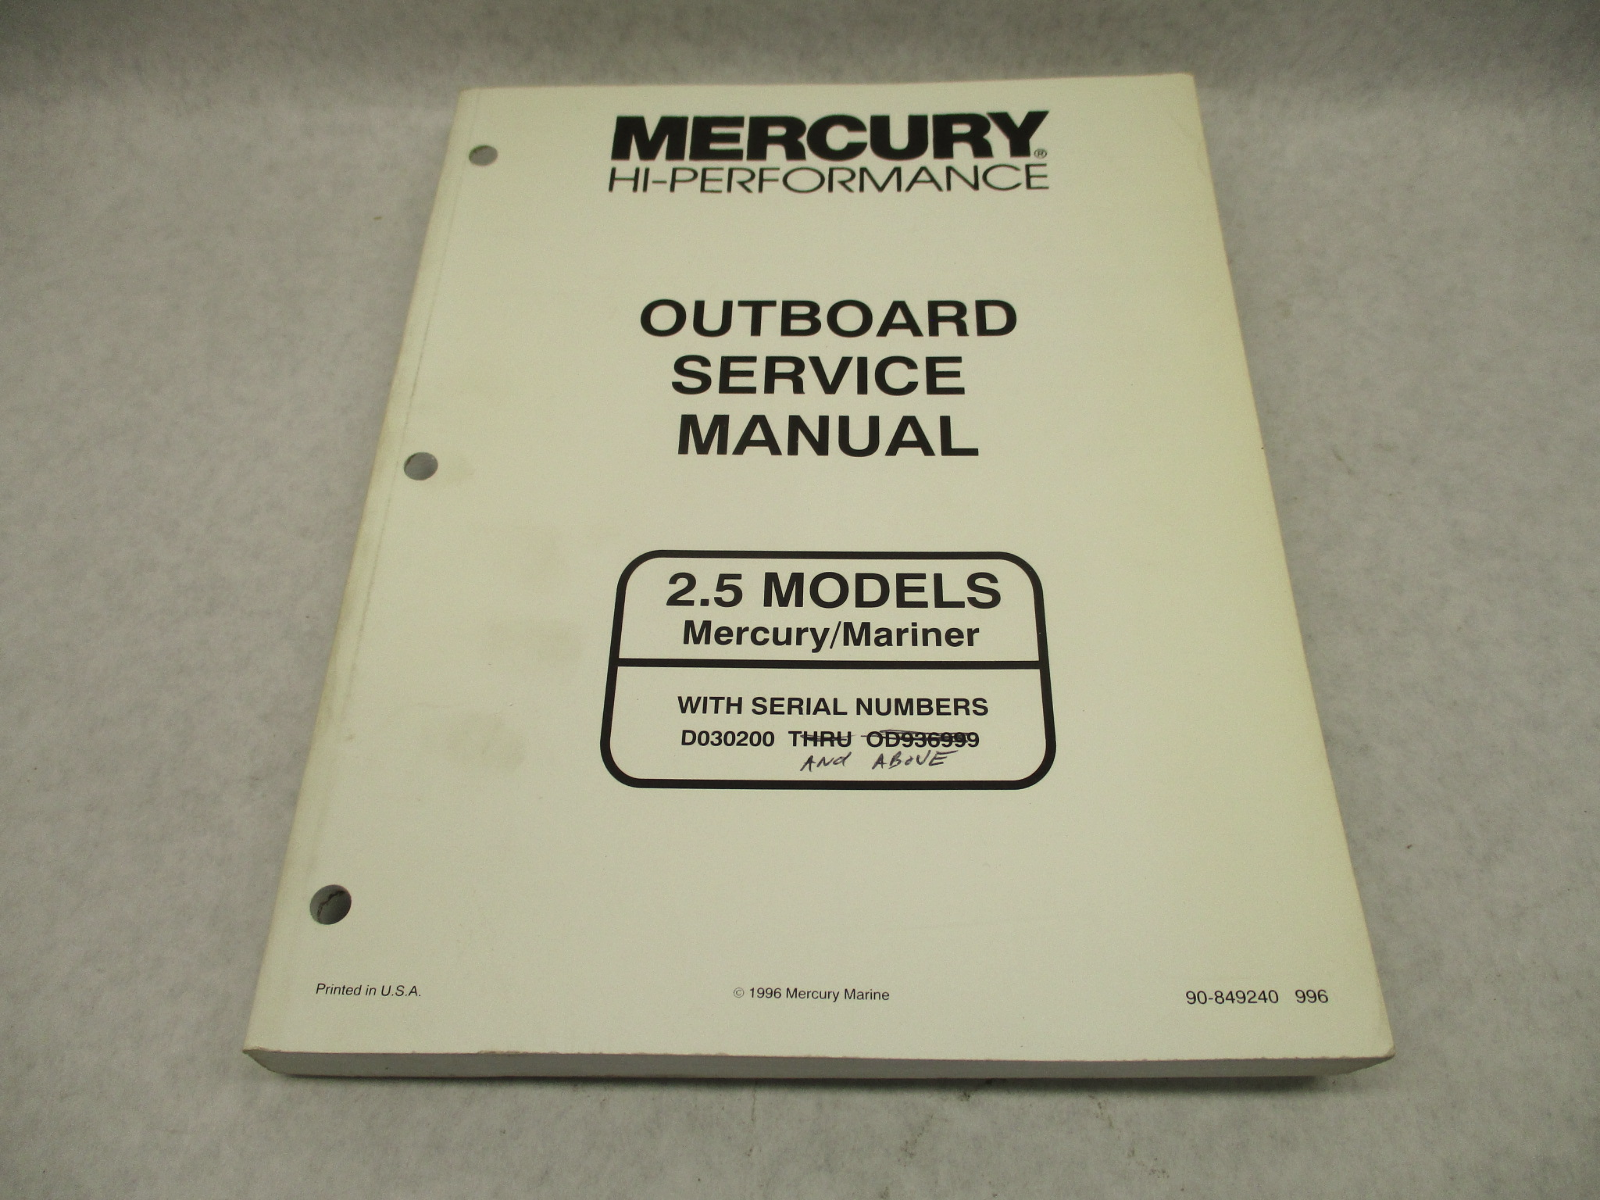 MERCURY®
HI-PERFORMANCE
OUTBOARD
SERVICE
MANUAL
2.5 MODELS
Mercury/Mariner
WITH SERIAL NUMBERS
D030200 THRU OD936999
AND ABOVE
Printed in U.S.A.
© 1996 Mercury Marine
90-849240 996